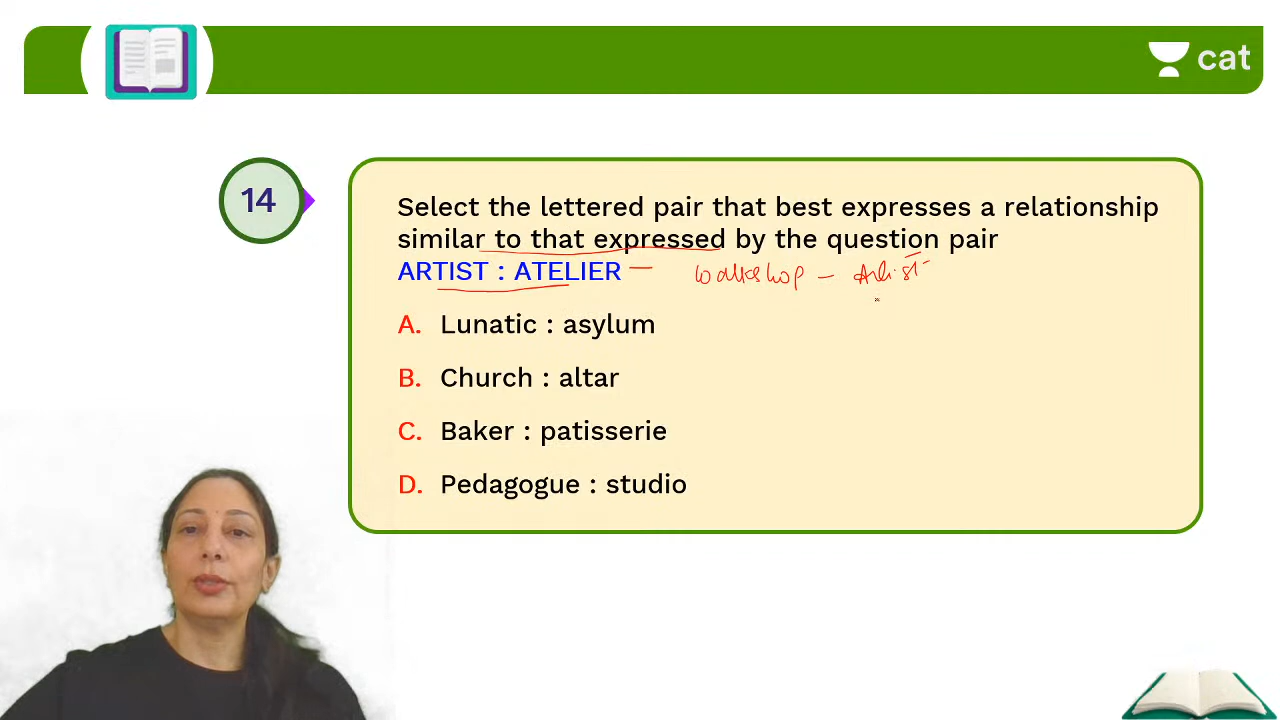 cat
14
Select the lettered pair that best expresses a relationship
similar to that expressed by the question pair
ARTIST : ATELIER — workshop – Artist
A. Lunatic : asylum
B. Church : altar
C. Baker : patisserie
D. Pedagogue : studio